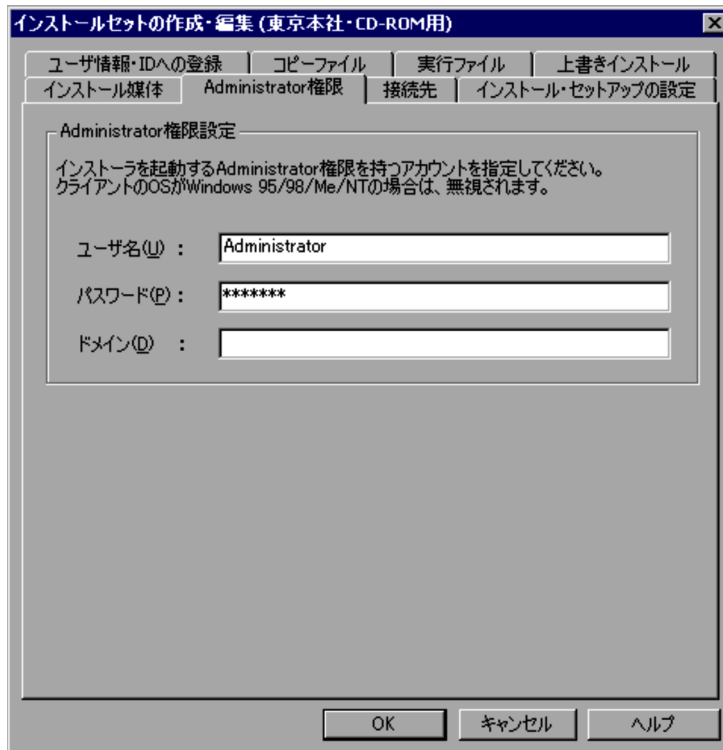 インストールセットの作成・編集 (東京本社・CD-ROM用)
ユーザ情報・IDへの登録 コピーファイル 実行ファイル 上書きインストール
インストール媒体 Administrator権限 接続先 インストール・セットアップの設定
Administrator権限設定
インストーラを起動するAdministrator権限を持つアカウントを指定してください。
クライアントのOSがWindows 95/98/Me/NTの場合は、無視されます。
ユーザ名(U) : Administrator
パスワード(P) : *******
ドメイン(D) :
OK キャンセル ヘルプ